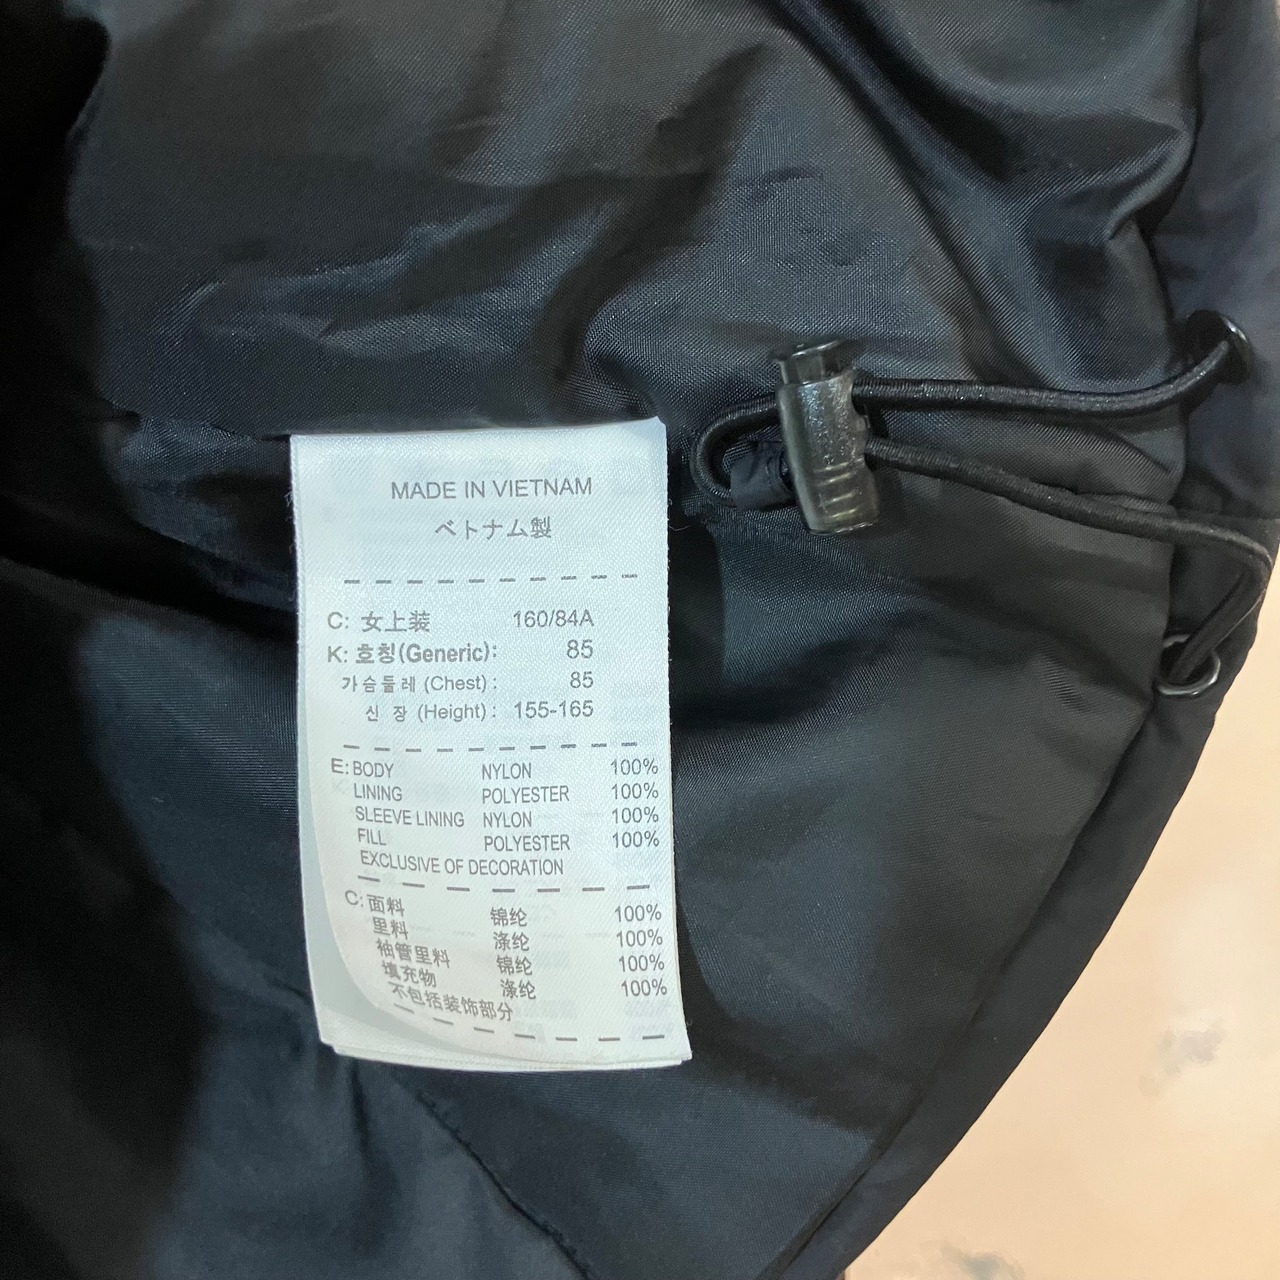 MADE IN VIETNAM
ベトナム製
C: 女上装 160/84A
K: 호칭(Generic): 85
가슴둘레 (Chest) : 85
신 장 (Height) : 155-165
E: BODY NYLON 100%
LINING POLYESTER 100%
SLEEVE LINING NYLON 100%
FILL POLYESTER 100%
EXCLUSIVE OF DECORATION
C: 面料 锦纶 100%
里料 涤纶 100%
袖管里料 锦纶 100%
填充物 涤纶 100%
不包括装饰部分